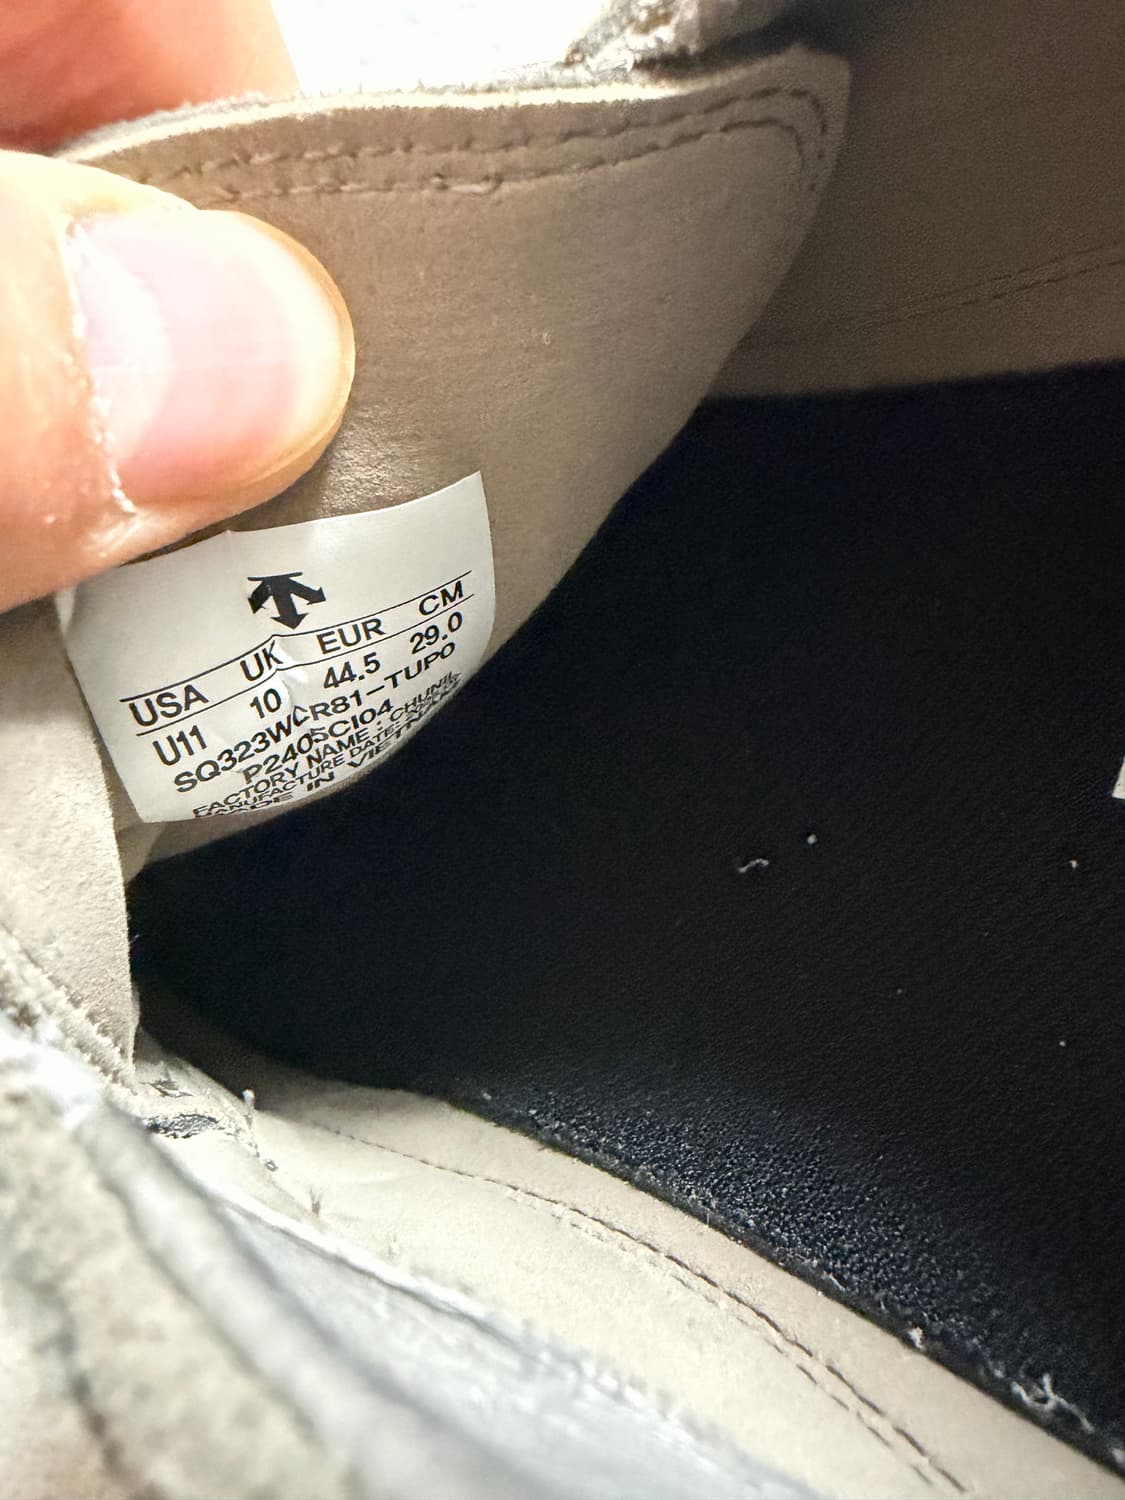 USA UK EUR CM
U11 10 44.5 29.0
SQ323WCR81-TUPO
P2405CI04
FACTORY NAME : CHUNIL
MANUFACTURE DATE:
MADE IN VIETNAM